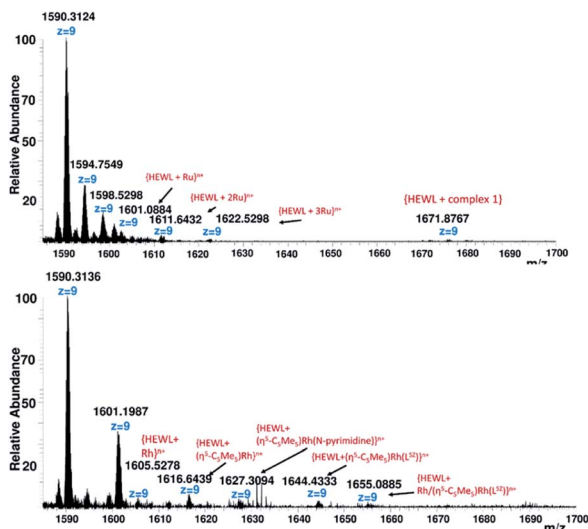 1590.3124
z=9
100
50
20
Relative Abundance
1594.7549
z=9
1598.5298
z=9
1601.0884
z=9
{HEWL + Ru}ⁿ⁺
1611.6432
z=9
{HEWL + 2Ru}ⁿ⁺
1622.5298
z=9
{HEWL + 3Ru}ⁿ⁺
{HEWL + complex 1}
1671.8767
z=9
1590 1600 1610 1620 1630 1640 1650 1660 1670 1680 1690 1700
m/z
1590.3136
z=9
100
70
50
20
Relative Abundance
1601.1987
z=9
{HEWL+
Rh}ⁿ⁺
1605.5278
z=9
{HEWL+
(η⁵-C₅Me₅)Rh}ⁿ⁺
1616.6439
z=9
{HEWL+
(η⁵-C₅Me₅)Rh(N-pyrimidine)}ⁿ⁺
1627.3094
z=9
{HEWL+(η⁵-C₅Me₅)Rh(Lˢᶻ)}ⁿ⁺
1644.4333
z=9
{HEWL+
Rh/(η⁵-C₅Me₅)Rh(Lˢᶻ)}ⁿ⁺
1655.0885
z=9
1590 1600 1610 1620 1630 1640 1650 1660 1670 1680 1690 1700
m/z